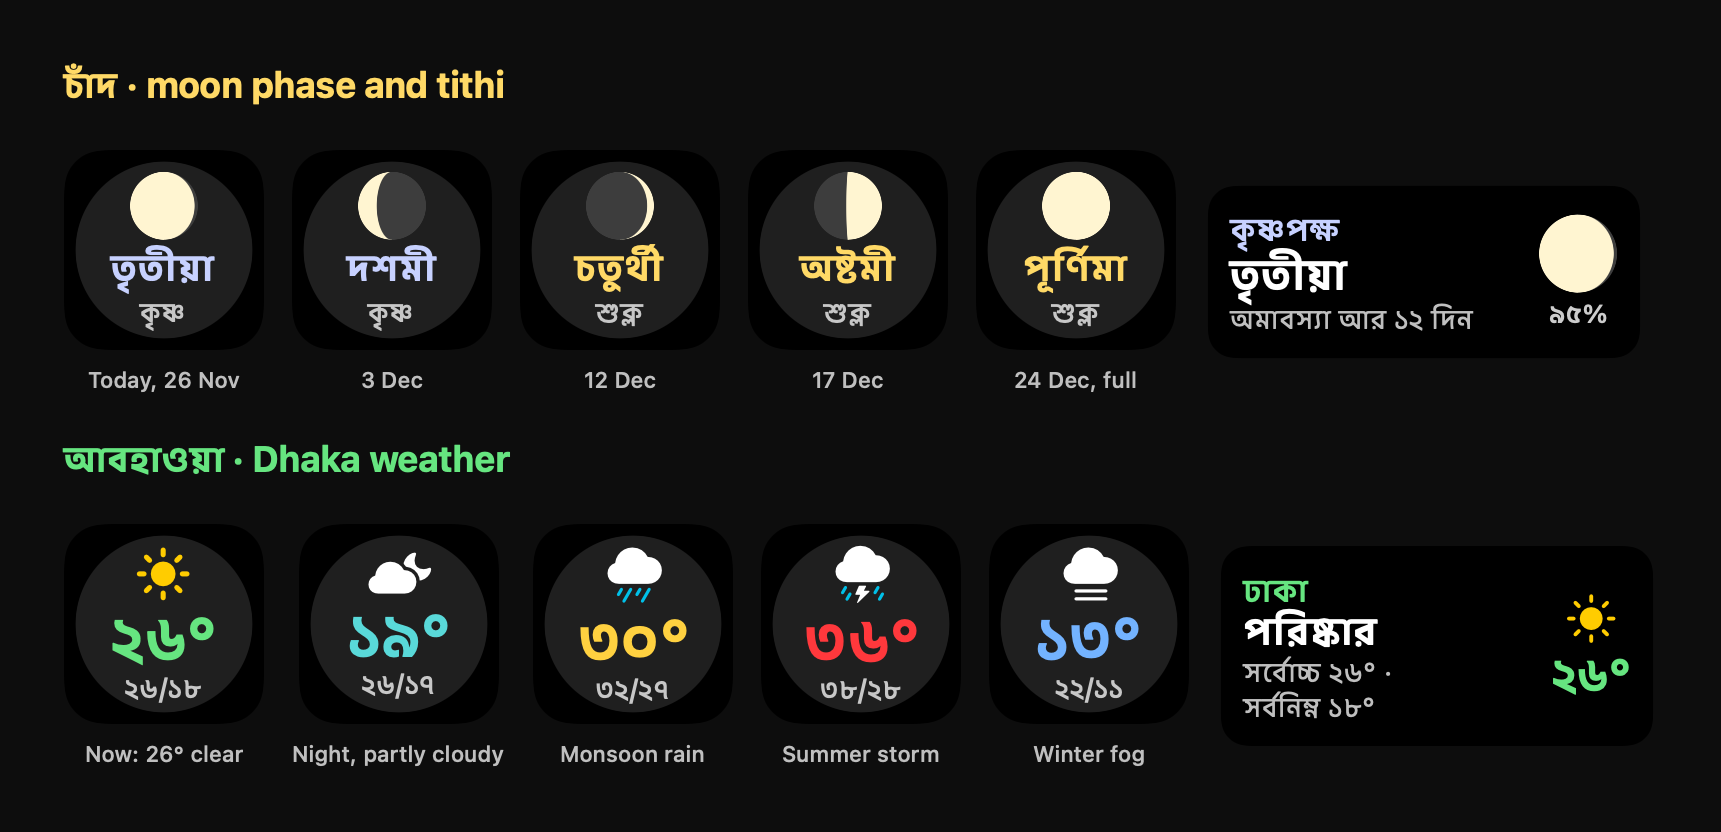 চাঁদ · moon phase and tithi
তৃতীয়া
কৃষ্ণ
Today, 26 Nov
দশমী
কৃষ্ণ
3 Dec
চতুর্থী
শুক্ল
12 Dec
অষ্টমী
শুক্ল
17 Dec
পূর্ণিমা
শুক্ল
24 Dec, full
কৃষ্ণপক্ষ
তৃতীয়া
অমাবস্যা আর ১২ দিন
৯৫%
আবহাওয়া · Dhaka weather
২৬°
২৬/১৮
Now: 26° clear
১৯°
২৬/১৭
Night, partly cloudy
৩০°
৩২/২৭
Monsoon rain
৩৬°
৩৮/২৮
Summer storm
১৩°
২২/১১
Winter fog
ঢাকা
পরিষ্কার
সর্বোচ্চ ২৬° ·
সর্বনিম্ন ১৮°
২৬°